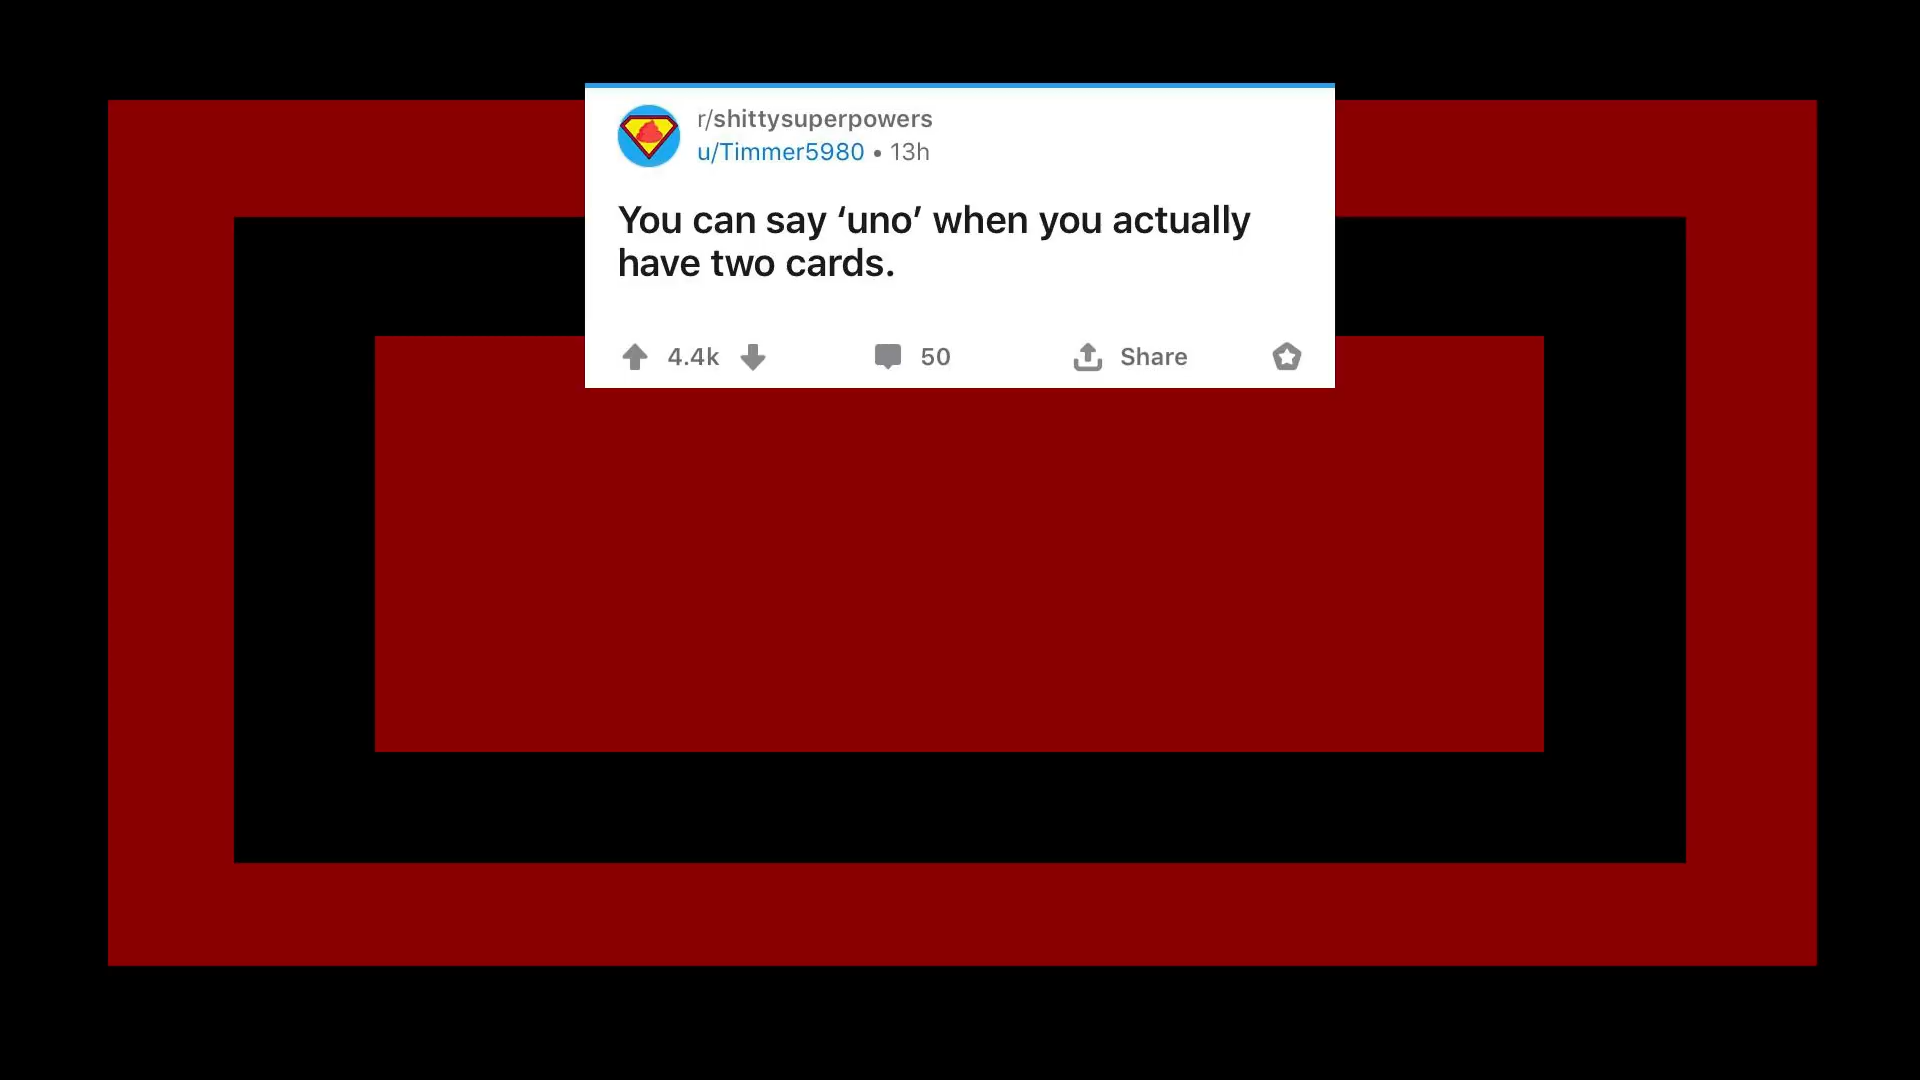 r/shittysuperpowers
u/Timmer5980 • 13h
You can say ‘uno’ when you actually
have two cards.
4.4k 50 Share